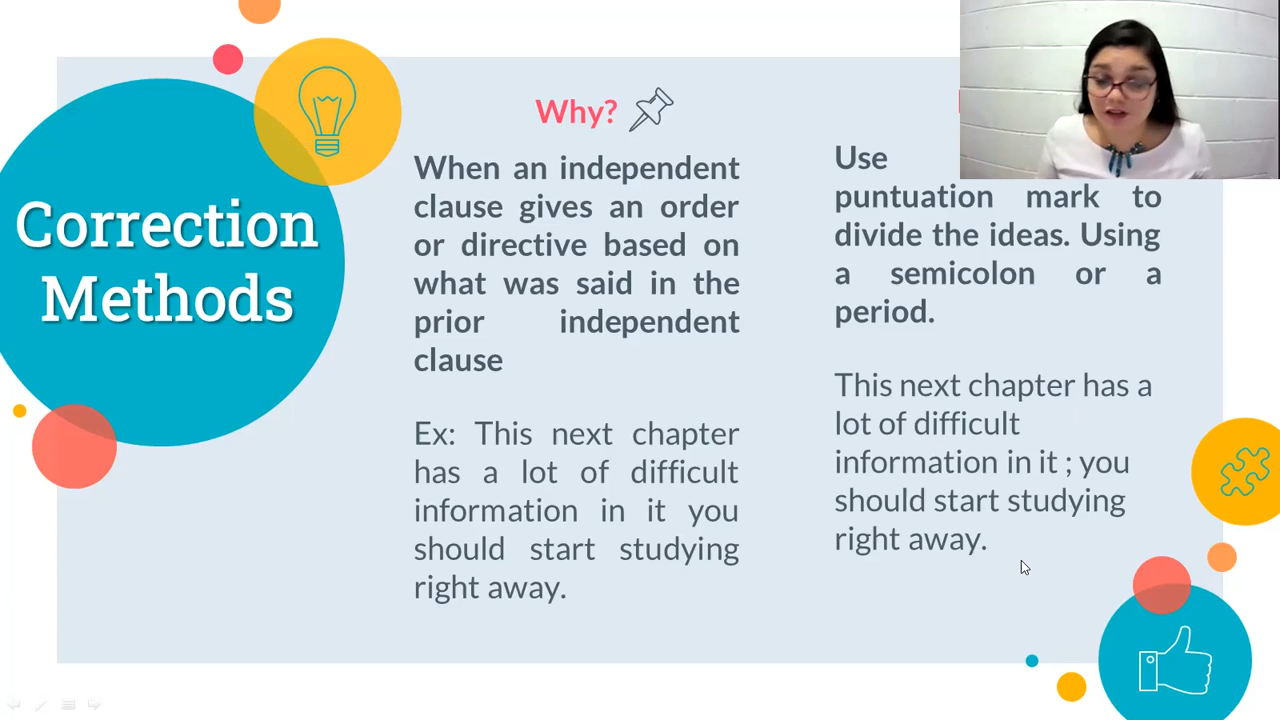 Correction
Methods
Why?
When an independent
clause gives an order
or directive based on
what was said in the
prior independent
clause
Ex: This next chapter
has a lot of difficult
information in it you
should start studying
right away.
Use
puntuation mark to
divide the ideas. Using
a semicolon or a
period.
This next chapter has a
lot of difficult
information in it ; you
should start studying
right away.